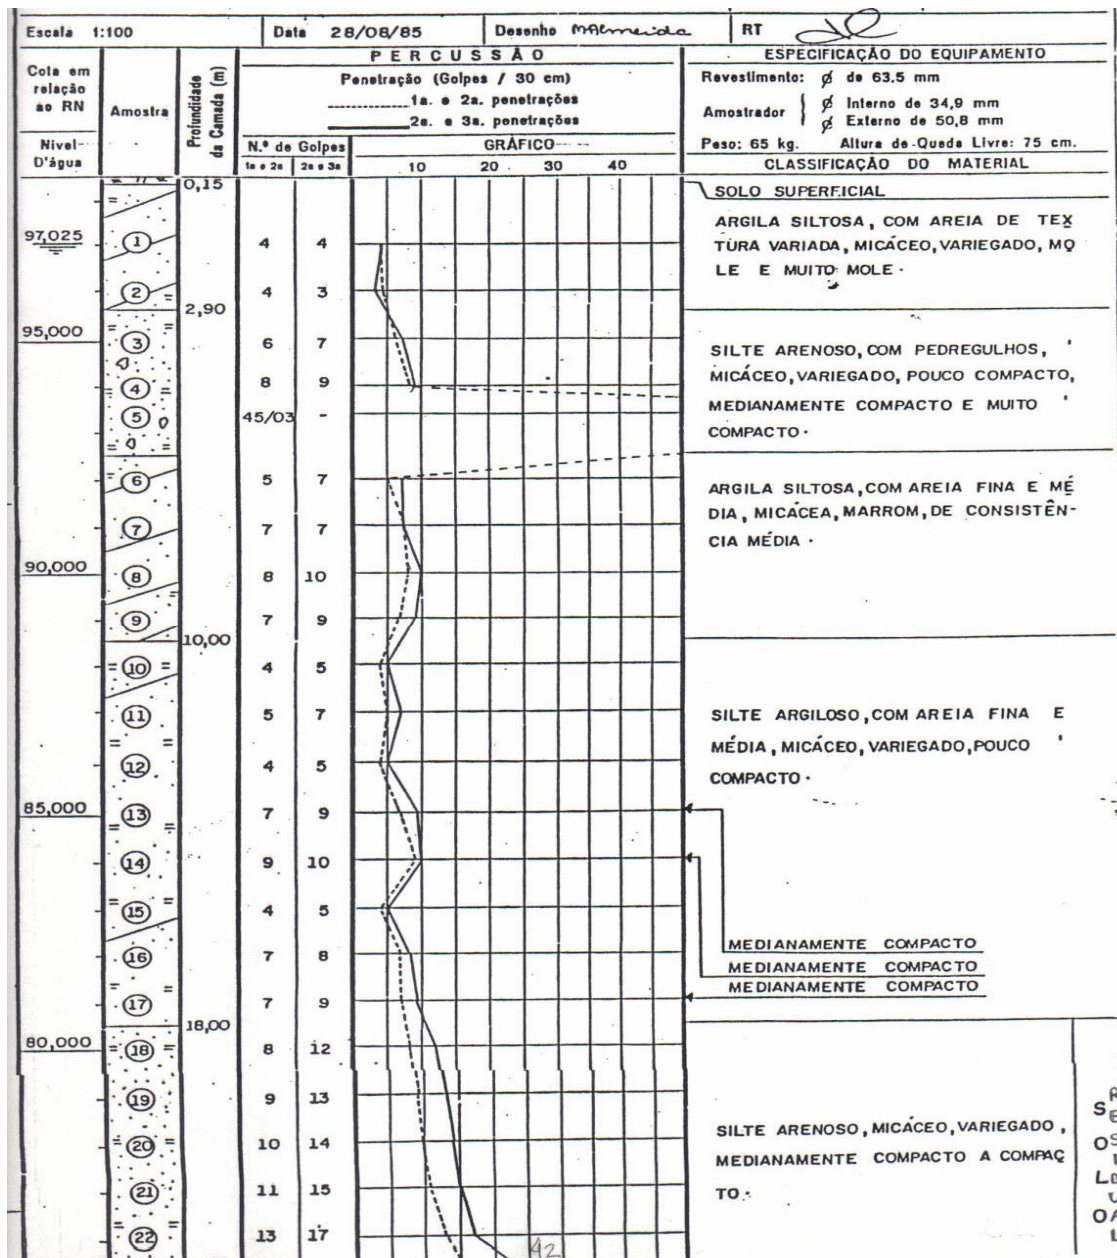 Escala 1:100
Data 28/08/85
Desenho MAlmeida
RT
PERCUSSÃO
ESPECIFICAÇÃO DO EQUIPAMENTO
Cota em
relação
ao RN
Amostra
Profundidade
da Camada (m)
Penetração (Golpes / 30 cm)
1a. e 2a. penetrações
2a. e 3a. penetrações
Revestimento: ø de 63,5 mm
Amostrador { ø Interno de 34,9 mm
ø Externo de 50,8 mm
Nível
D'água
N.º de Golpes
GRÁFICO
Peso: 65 kg. Altura de Queda Livre: 75 cm.
1a e 2a 2a e 3a
10 20 30 40
CLASSIFICAÇÃO DO MATERIAL
0,15
SOLO SUPERFICIAL
ARGILA SILTOSA, COM AREIA DE TEX
TURA VARIADA, MICÁCEO, VARIEGADO, MO
LE E MUITO MOLE.
97,025
1 4 4
2 4 3
2,90
95,000
3 6 7
4 8 9
5 45/03 -
SILTE ARENOSO, COM PEDREGULHOS, '
MICÁCEO, VARIEGADO, POUCO COMPACTO,
MEDIANAMENTE COMPACTO E MUITO '
COMPACTO.
6 5 7
7 7 7
90,000
8 8 10
9 7 9
ARGILA SILTOSA, COM AREIA FINA E MÉ
DIA, MICÁCEA, MARROM, DE CONSISTÊN-
CIA MÉDIA.
10,00
10 4 5
11 5 7
12 4 5
SILTE ARGILOSO, COM AREIA FINA E
MÉDIA, MICÁCEO, VARIEGADO, POUCO '
COMPACTO.
85,000
13 7 9
14 9 10
15 4 5
16 7 8
17 7 9
MEDIANAMENTE COMPACTO
MEDIANAMENTE COMPACTO
MEDIANAMENTE COMPACTO
18,00
80,000
18 8 12
19 9 13
20 10 14
21 11 15
22 13 17
SILTE ARENOSO, MICÁCEO, VARIEGADO,
MEDIANAMENTE COMPACTO A COMPAC
TO.
A2